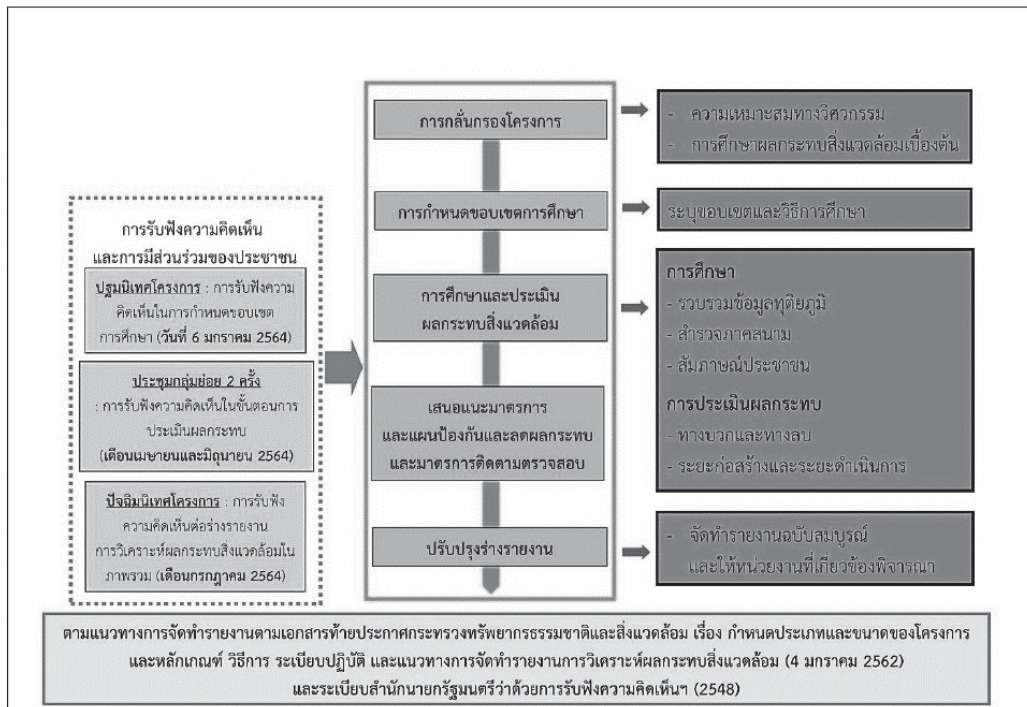 การรับฟังความคิดเห็น
และการมีส่วนร่วมของประชาชน
ปฐมนิเทศโครงการ : การรับฟังความ
คิดเห็นในการกำหนดขอบเขต
การศึกษา (วันที่ 6 มกราคม 2564)
ประชุมกลุ่มย่อย 2 ครั้ง
: การรับฟังความคิดเห็นในขั้นตอนการ
ประเมินผลกระทบ
(เดือนเมษายนและมิถุนายน 2564)
ปัจฉิมนิเทศโครงการ : การรับฟัง
ความคิดเห็นต่อร่างรายงาน
การวิเคราะห์ผลกระทบสิ่งแวดล้อมใน
ภาพรวม (เดือนกรกฎาคม 2564)
การกลั่นกรองโครงการ
การกำหนดขอบเขตการศึกษา
การศึกษาและประเมิน
ผลกระทบสิ่งแวดล้อม
เสนอแนะมาตรการ
และแผนป้องกันและลดผลกระทบ
และมาตรการติดตามตรวจสอบ
ปรับปรุงร่างรายงาน
- ความเหมาะสมทางวิศวกรรม
- การศึกษาผลกระทบสิ่งแวดล้อมเบื้องต้น
ระบุขอบเขตและวิธีการศึกษา
การศึกษา
- รวบรวมข้อมูลทุติยภูมิ
- สำรวจภาคสนาม
- สัมภาษณ์ประชาชน
การประเมินผลกระทบ
- ทางบวกและทางลบ
- ระยะก่อสร้างและระยะดำเนินการ
- จัดทำรายงานฉบับสมบูรณ์
และให้หน่วยงานที่เกี่ยวข้องพิจารณา
ตามแนวทางการจัดทำรายงานตามเอกสารท้ายประกาศกระทรวงทรัพยากรธรรมชาติและสิ่งแวดล้อม เรื่อง กำหนดประเภทและขนาดของโครงการ
และหลักเกณฑ์ วิธีการ ระเบียบปฏิบัติ และแนวทางการจัดทำรายงานการวิเคราะห์ผลกระทบสิ่งแวดล้อม (4 มกราคม 2562)
และระเบียบสำนักนายกรัฐมนตรีว่าด้วยการรับฟังความคิดเห็นฯ (2548)